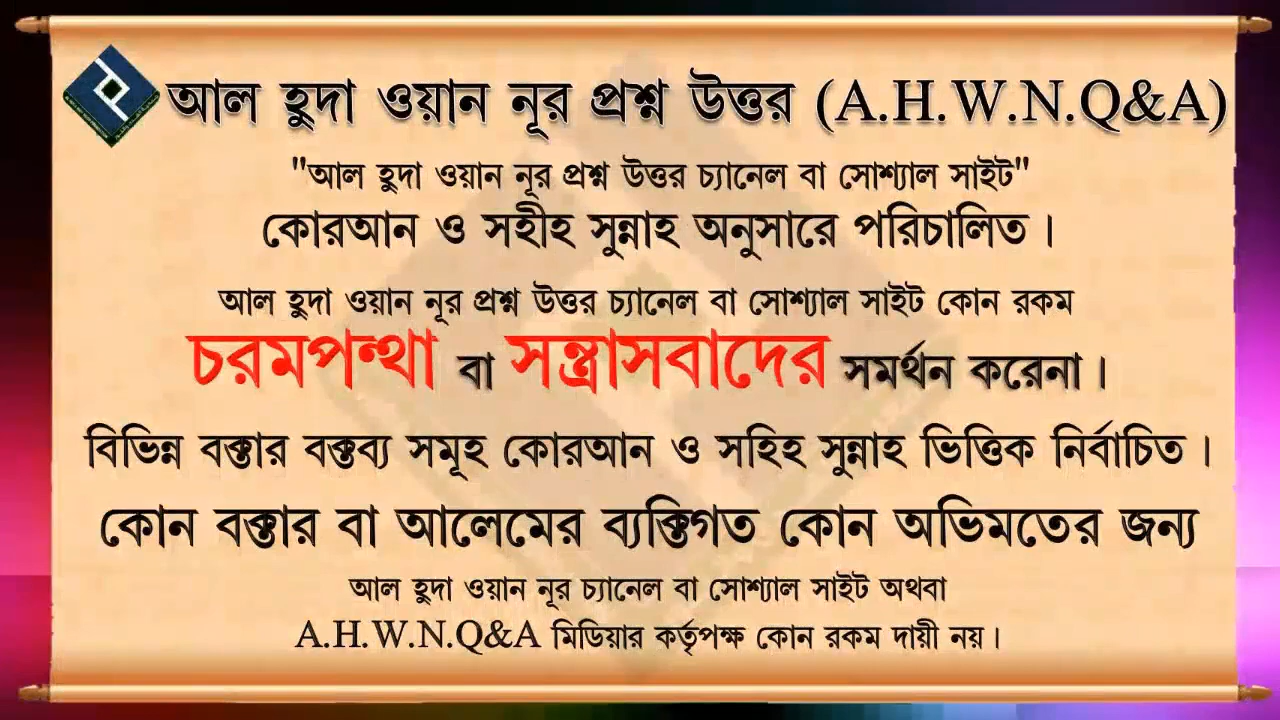 আল হুদা ওয়ান নূর প্রশ্ন উত্তর (A.H.W.N.Q&A)
"আল হুদা ওয়ান নূর প্রশ্ন উত্তর চ্যানেল বা সোশ্যাল সাইট"
কোরআন ও সহীহ সুন্নাহ অনুসারে পরিচালিত।
আল হুদা ওয়ান নূর প্রশ্ন উত্তর চ্যানেল বা সোশ্যাল সাইট কোন রকম
চরমপন্থা বা সন্ত্রাসবাদের সমর্থন করেনা।
বিভিন্ন বক্তার বক্তব্য সমূহ কোরআন ও সহিহ সুন্নাহ ভিত্তিক নির্বাচিত।
কোন বক্তার বা আলেমের ব্যক্তিগত কোন অভিমতের জন্য
আল হুদা ওয়ান নূর চ্যানেল বা সোশ্যাল সাইট অথবা
A.H.W.N.Q&A মিডিয়ার কর্তৃপক্ষ কোন রকম দায়ী নয়।